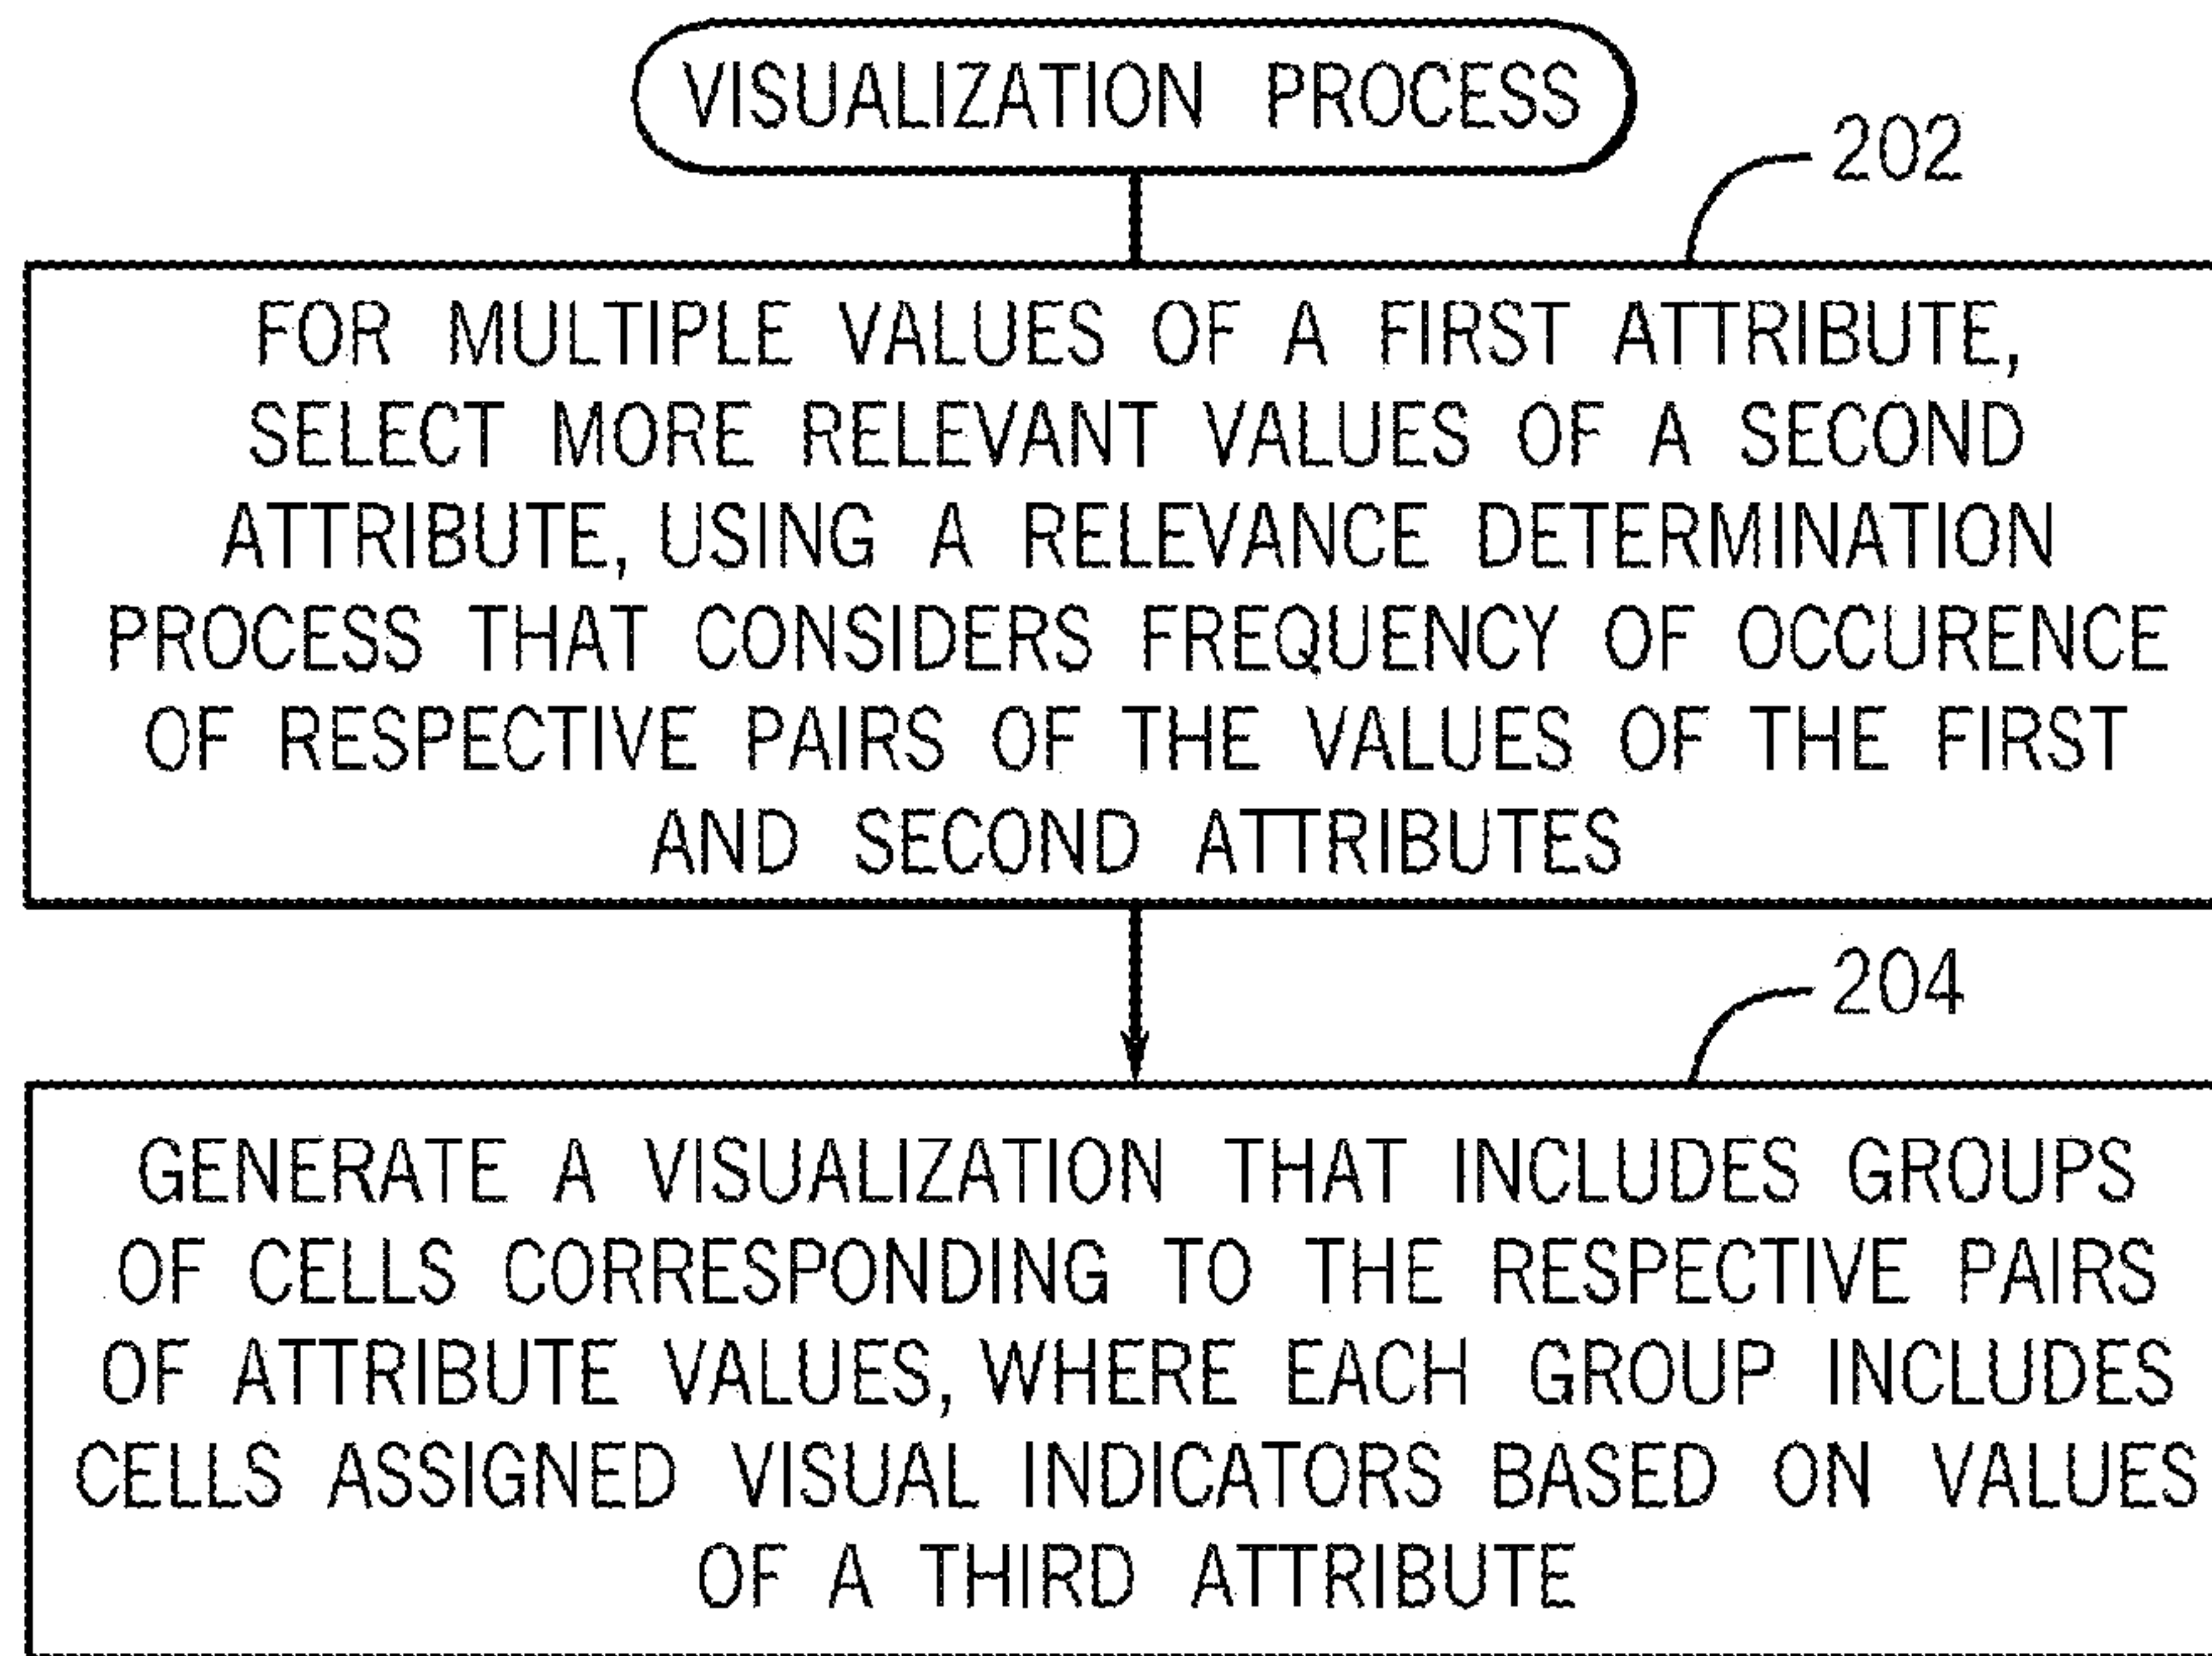 VISUALIZATION PROCESS
202
FOR MULTIPLE VALUES OF A FIRST ATTRIBUTE,
SELECT MORE RELEVANT VALUES OF A SECOND
ATTRIBUTE, USING A RELEVANCE DETERMINATION
PROCESS THAT CONSIDERS FREQUENCY OF OCCURENCE
OF RESPECTIVE PAIRS OF THE VALUES OF THE FIRST
AND SECOND ATTRIBUTES
204
GENERATE A VISUALIZATION THAT INCLUDES GROUPS
OF CELLS CORRESPONDING TO THE RESPECTIVE PAIRS
OF ATTRIBUTE VALUES, WHERE EACH GROUP INCLUDES
CELLS ASSIGNED VISUAL INDICATORS BASED ON VALUES
OF A THIRD ATTRIBUTE